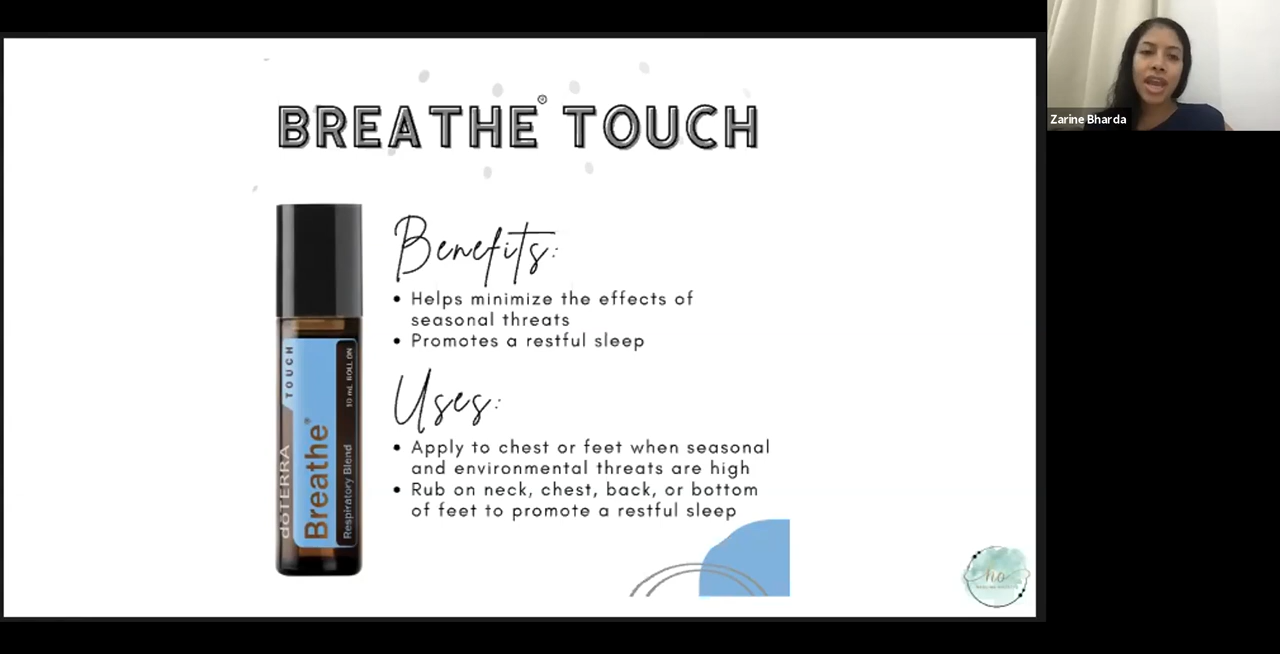 BREATHE® TOUCH
Benefits:
• Helps minimize the effects of
seasonal threats
• Promotes a restful sleep
Uses:
• Apply to chest or feet when seasonal
and environmental threats are high
• Rub on neck, chest, back, or bottom
of feet to promote a restful sleep
dōTERRA
TOUCH
Breathe®
Respiratory Blend
10 mL ROLL ON
ho
Zarine Bharda